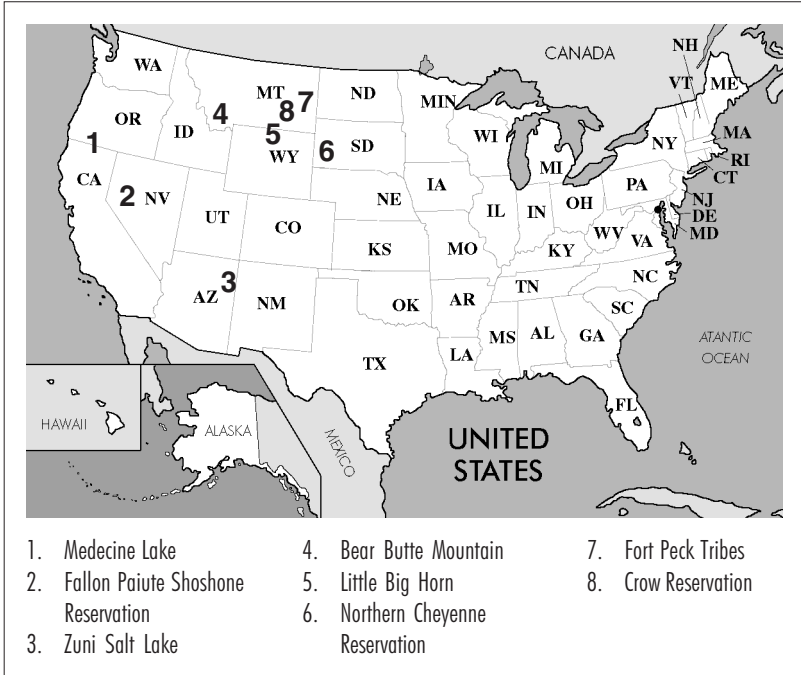 CANADA
NH
WA
VT
ME
MT
7
ND
MIN
4
8
OR
MA
1
ID
5
WI
NY
6
SD
WY
RI
MI
CT
CA
IA
PA
2
NV
NE
NJ
OH
DE
UT
IL
IN
MD
CO
WV
VA
KS
MO
KY
3
NC
AZ
TN
NM
OK
AR
SC
MS
AL
GA
ATANTIC
OCEAN
LA
TX
FL
HAWAII
ALASKA
MEXICO
UNITED
STATES
1. Medecine Lake
2. Fallon Paiute Shoshone
Reservation
3. Zuni Salt Lake
4. Bear Butte Mountain
5. Little Big Horn
6. Northern Cheyenne
Reservation
7. Fort Peck Tribes
8. Crow Reservation